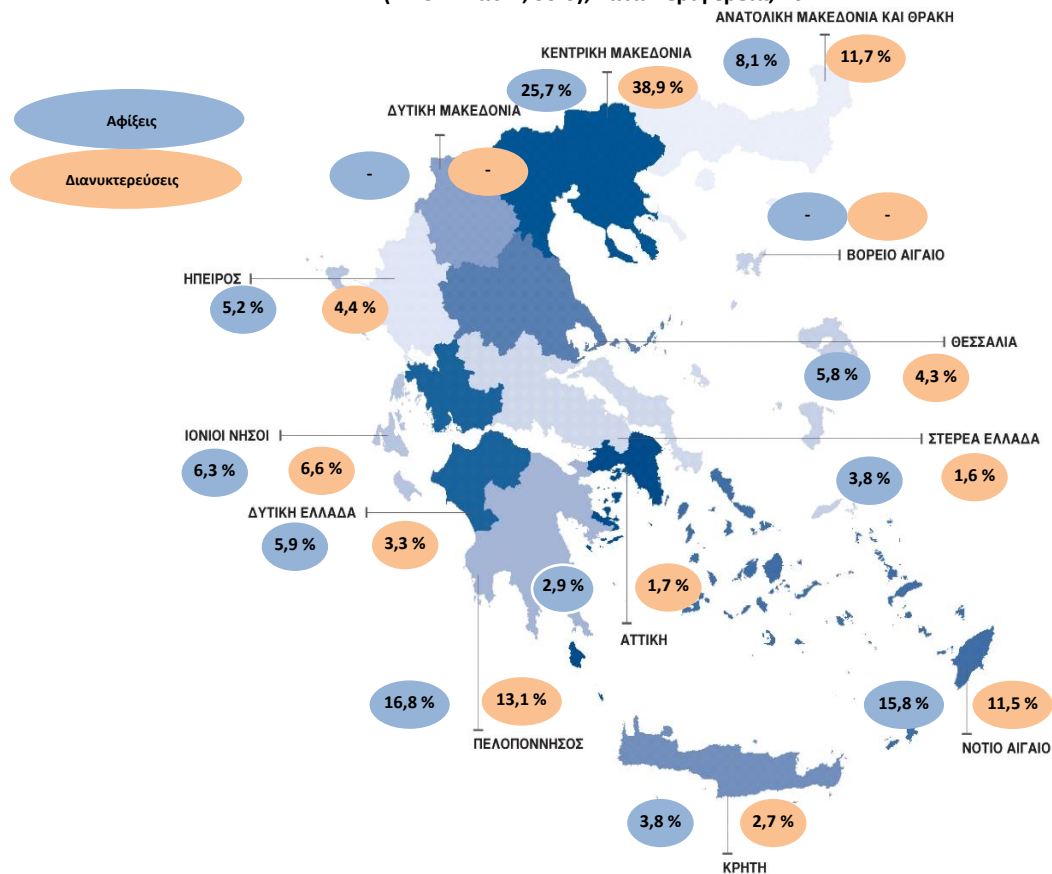 ΑΝΑΤΟΛΙΚΗ ΜΑΚΕΔΟΝΙΑ ΚΑΙ ΘΡΑΚΗ
8,1 %
11,7 %
ΚΕΝΤΡΙΚΗ ΜΑΚΕΔΟΝΙΑ
25,7 %
38,9 %
Αφίξεις
Διανυκτερεύσεις
ΔΥΤΙΚΗ ΜΑΚΕΔΟΝΙΑ
-
-
-
-
ΒΟΡΕΙΟ ΑΙΓΑΙΟ
ΗΠΕΙΡΟΣ
5,2 %
4,4 %
ΘΕΣΣΑΛΙΑ
5,8 %
4,3 %
ΙΟΝΙΟΙ ΝΗΣΟΙ
6,3 %
6,6 %
ΣΤΕΡΕΑ ΕΛΛΑΔΑ
3,8 %
1,6 %
ΔΥΤΙΚΗ ΕΛΛΑΔΑ
5,9 %
3,3 %
2,9 %
1,7 %
ΑΤΤΙΚΗ
16,8 %
13,1 %
ΠΕΛΟΠΟΝΝΗΣΟΣ
15,8 %
11,5 %
ΝΟΤΙΟ ΑΙΓΑΙΟ
3,8 %
2,7 %
ΚΡΗΤΗ